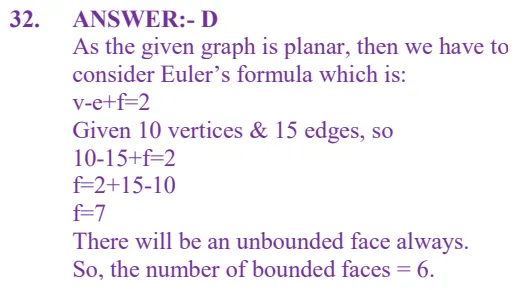 32. ANSWER:- D
As the given graph is planar, then we have to
consider Euler's formula which is:
v-e+f=2
Given 10 vertices & 15 edges, so
10-15+f=2
f=2+15-10
f=7
There will be an unbounded face always.
So, the number of bounded faces = 6.